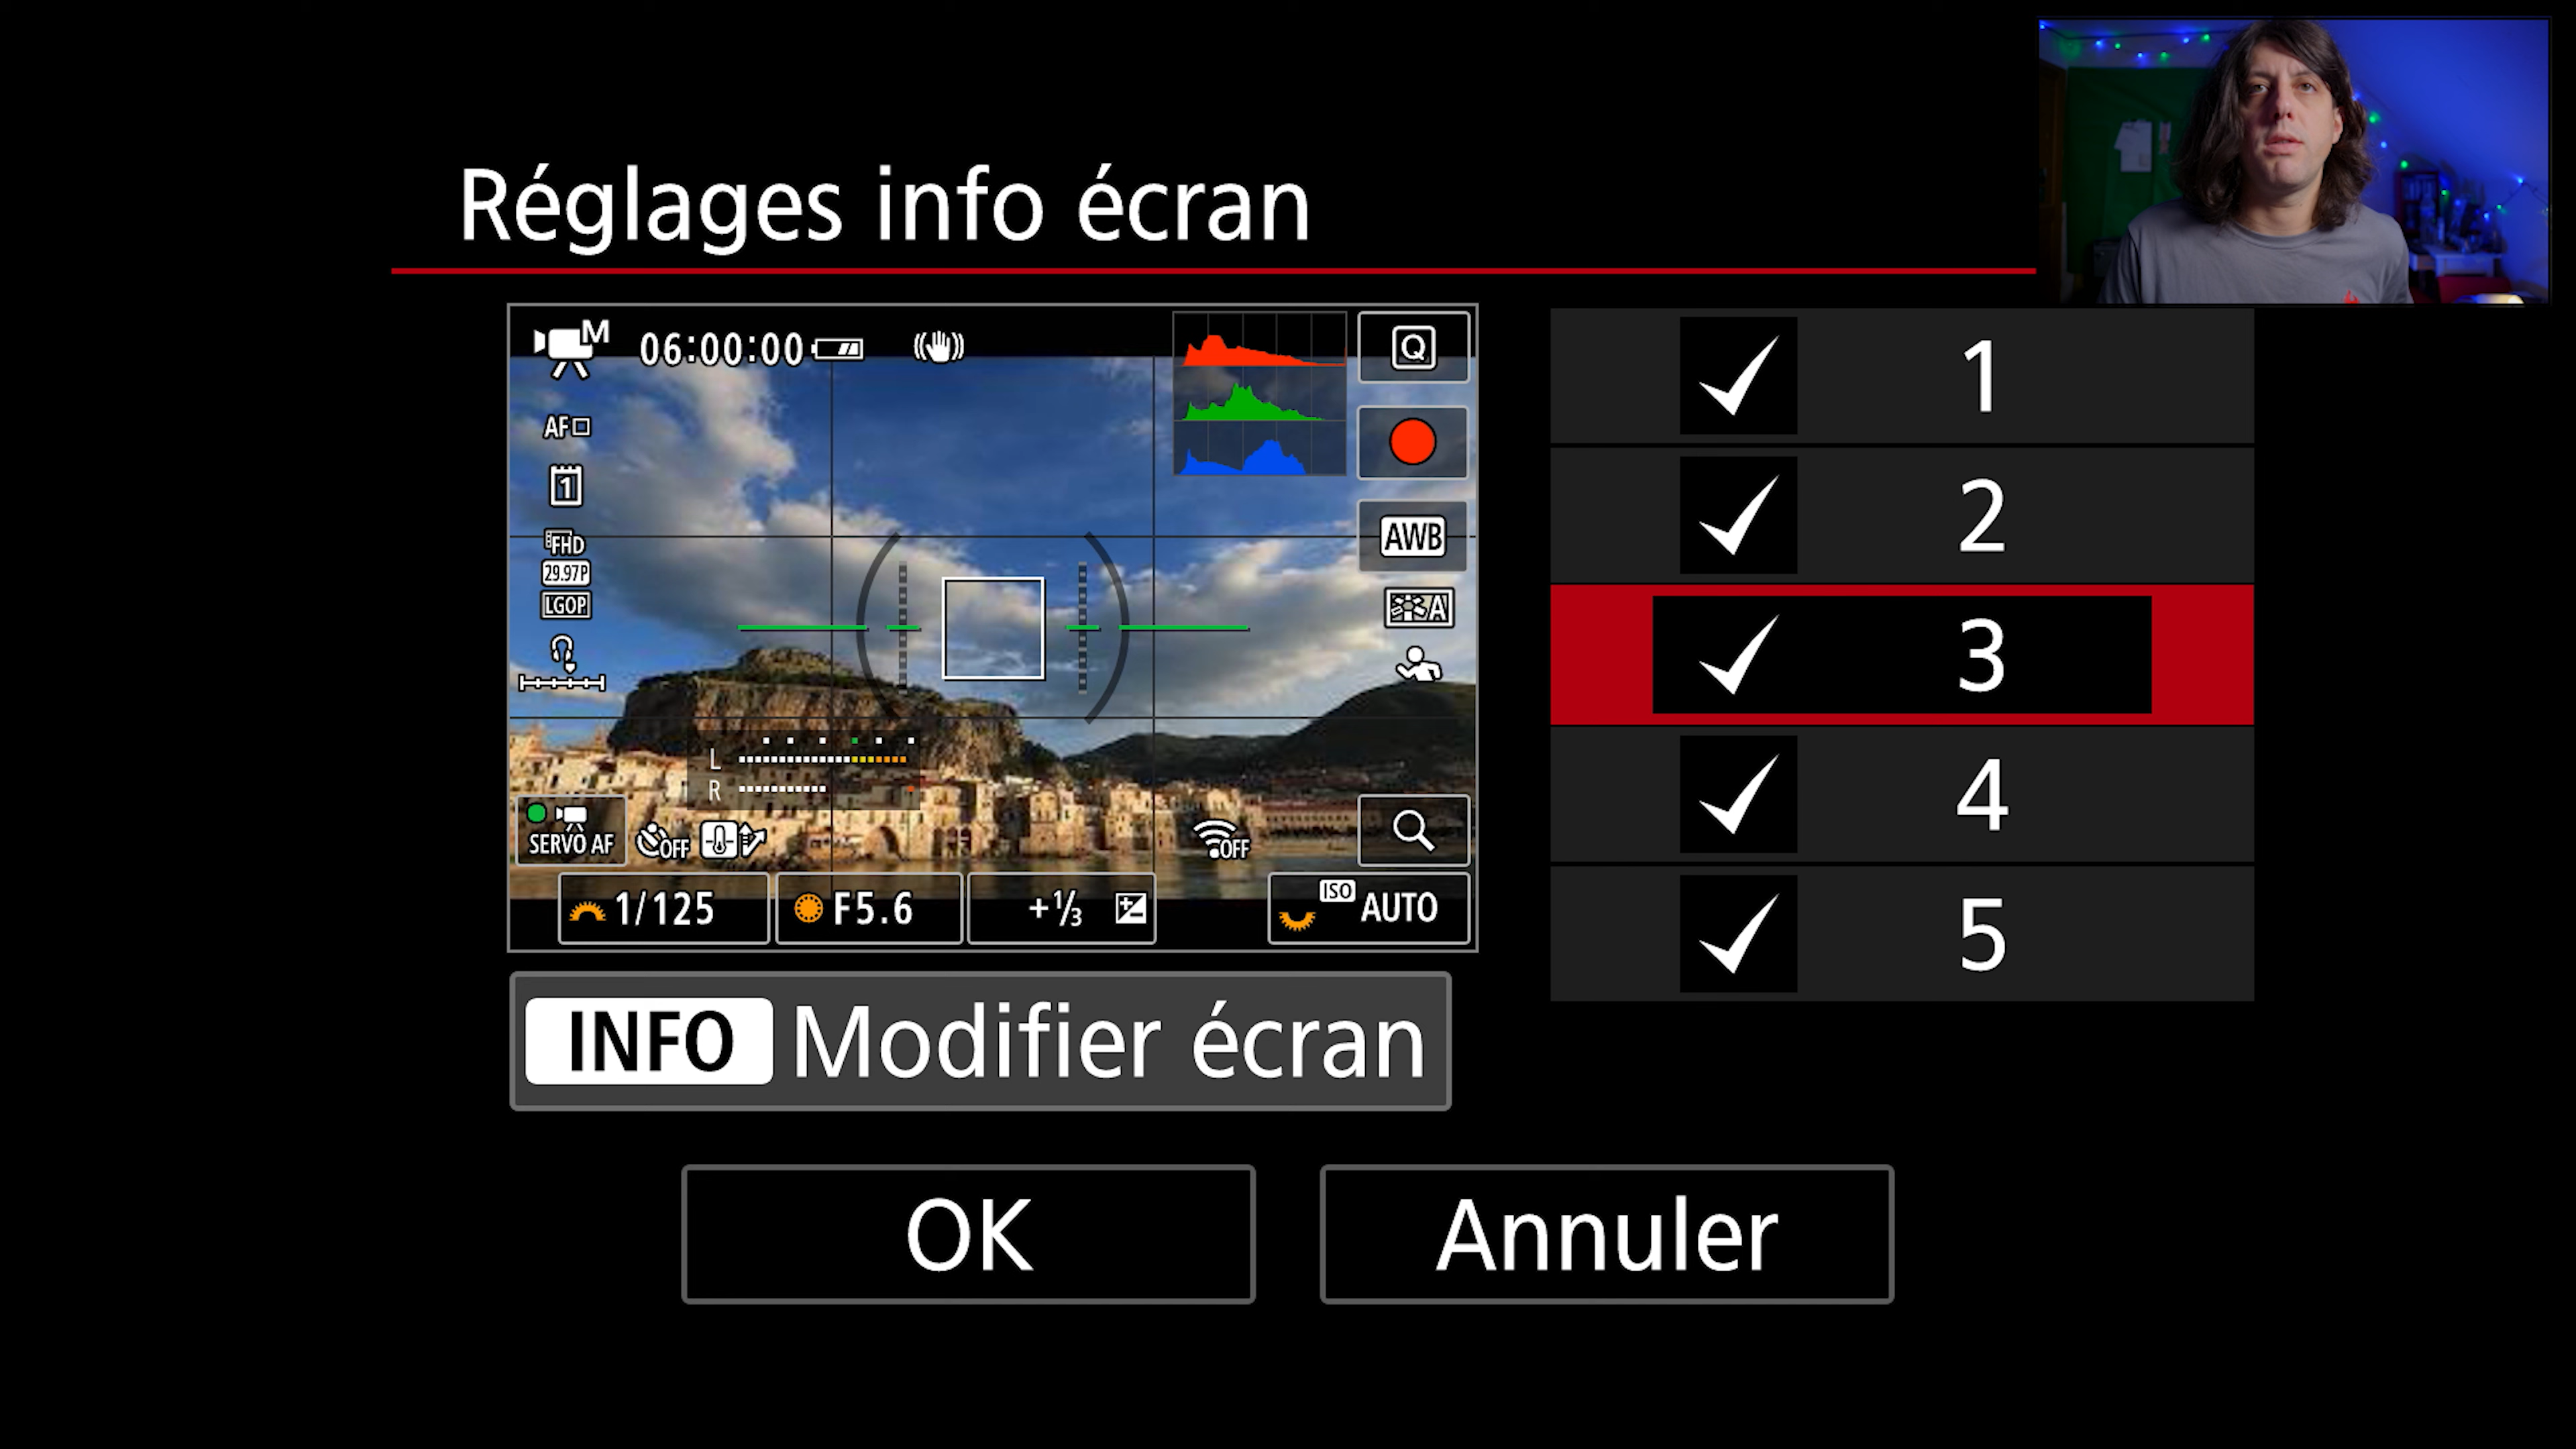 Réglages info écran
M 06:00:00 Q
AF
1
FHD
29.97P
LGOP
AWB
A
L
R
SERVO AF OFF OFF
1/125 F5.6 +1/3 ISO AUTO
1
2
3
4
5
INFO Modifier écran
OK Annuler